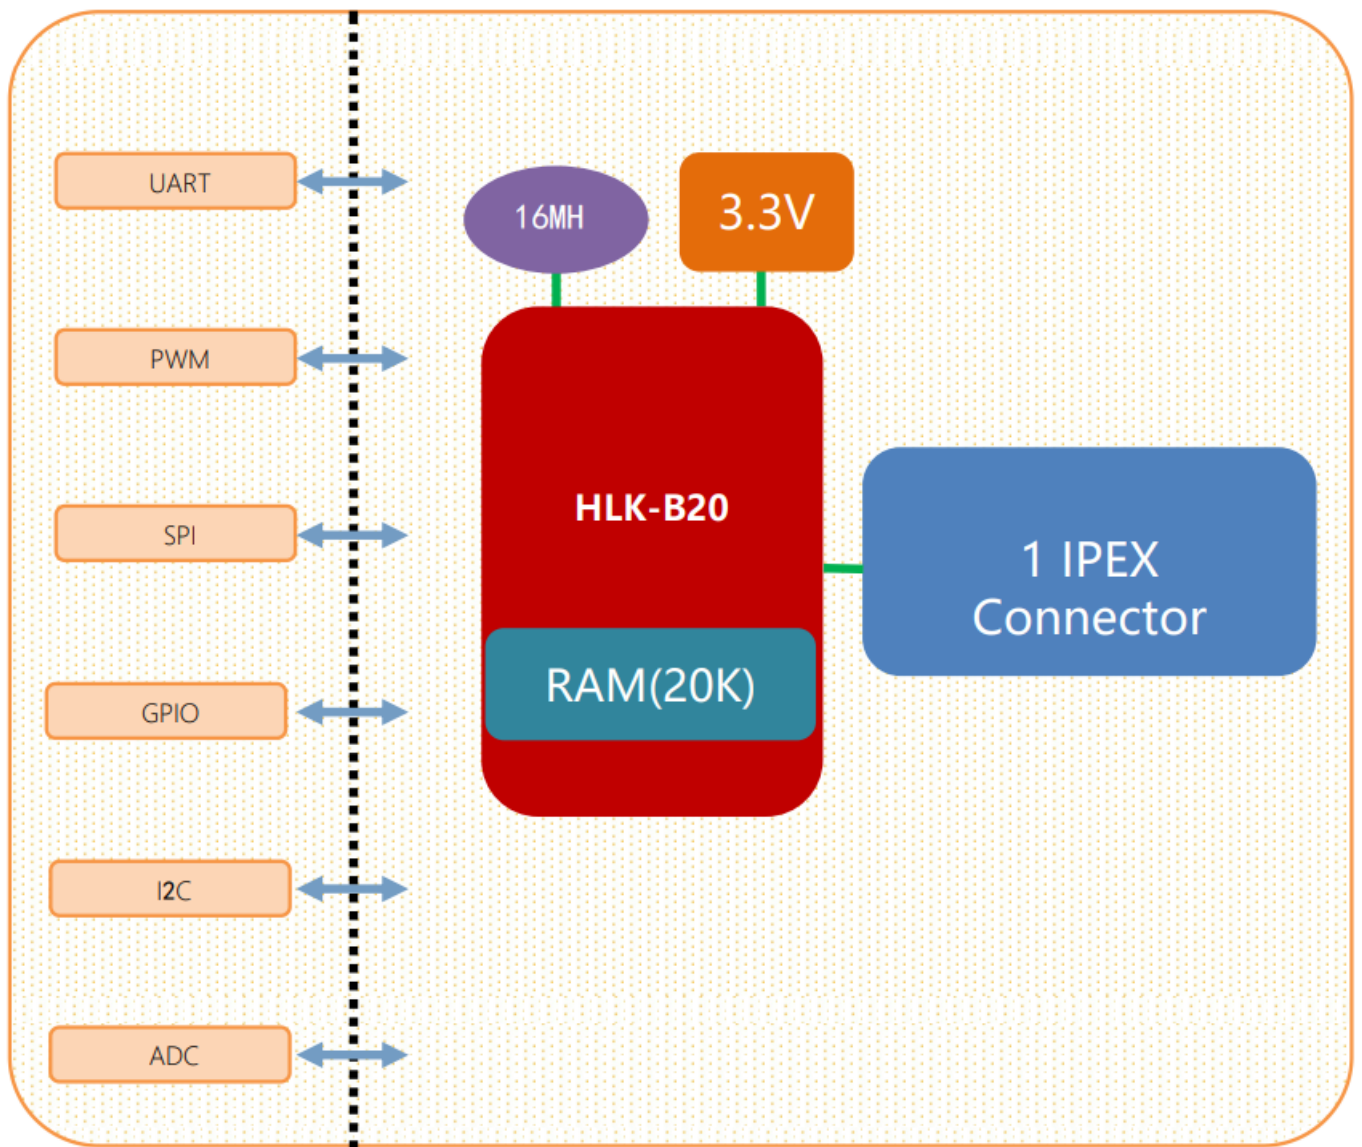 UART
16MH
3.3V
PWM
HLK-B20
SPI
1 IPEX
Connector
RAM(20K)
GPIO
I2C
ADC